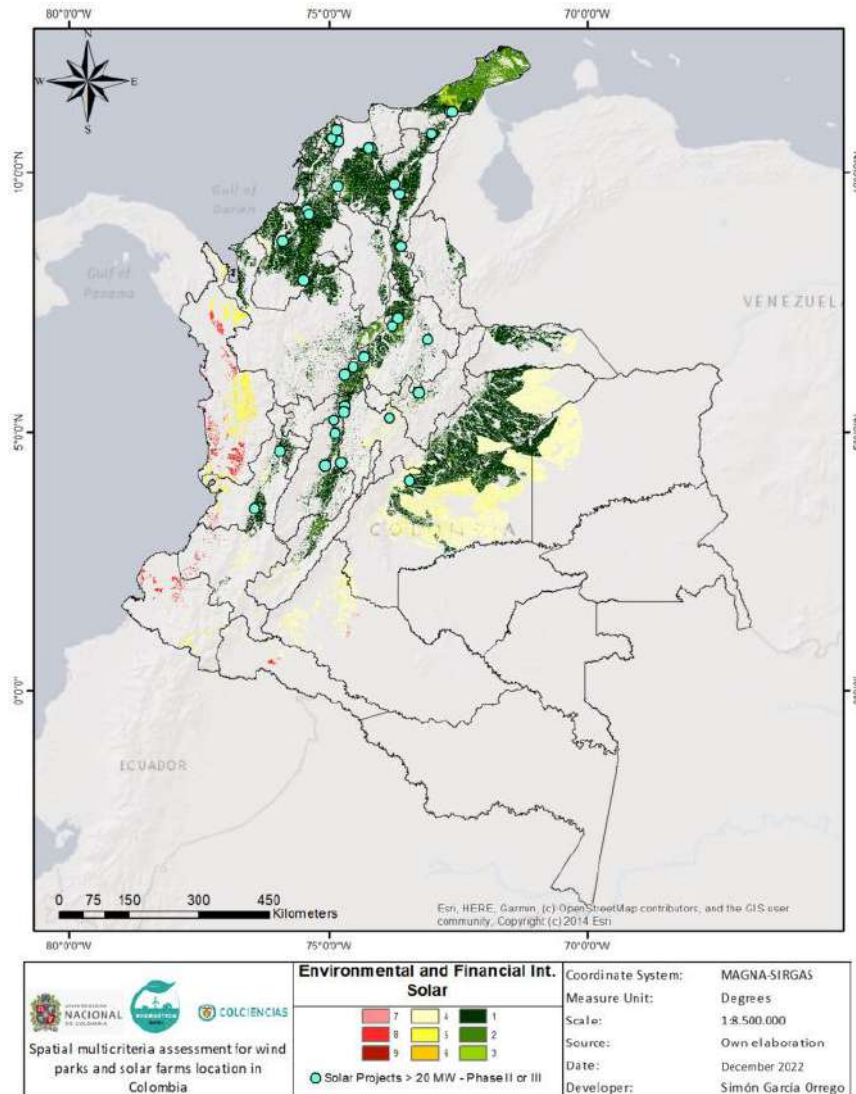 80°0'0"W 75°0'0"W 70°0'0"W
N
W E
S
10°0'0"N
Gulf of
Darien
Gulf of
Panama
VENEZUELA
5°0'0"N
COLOMBIA
0°0'0"
ECUADOR
0 75 150 300 450
Kilometers
Esri, HERE, Garmin, (c) OpenStreetMap contributors, and the GIS user
community, Copyright:(c) 2014 Esri
80°0'0"W 75°0'0"W 70°0'0"W
UNIVERSIDAD
NACIONAL
DE COLOMBIA
COLCIENCIAS
Spatial multicriteria assessment for wind
parks and solar farms location in
Colombia
Environmental and Financial Int.
Solar
7 4 1
8 5 2
9 6 3
Solar Projects > 20 MW - Phase II or III
Coordinate System: MAGNA-SIRGAS
Measure Unit: Degrees
Scale: 1:8.500.000
Source: Own elaboration
Date: December 2022
Developer: Simón García Orrego